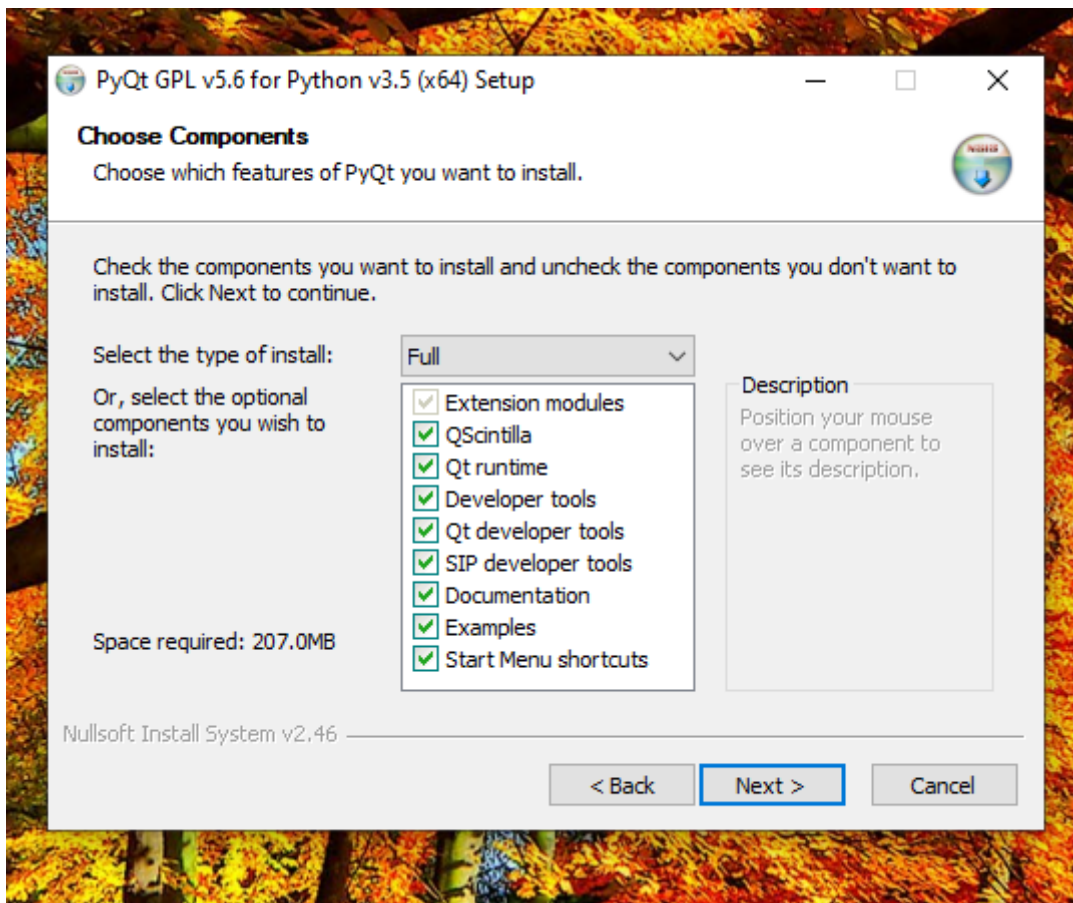 PyQt GPL v5.6 for Python v3.5 (x64) Setup
Choose Components
Choose which features of PyQt you want to install.
Check the components you want to install and uncheck the components you don't want to
install. Click Next to continue.
Select the type of install:
Full
Or, select the optional
components you wish to
install:
Extension modules
QScintilla
Qt runtime
Developer tools
Qt developer tools
SIP developer tools
Documentation
Examples
Start Menu shortcuts
Description
Position your mouse
over a component to
see its description.
Space required: 207.0MB
Nullsoft Install System v2.46
< Back
Next >
Cancel